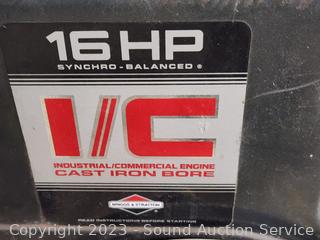 16 HP
SYNCHRO-BALANCED ®
I/C
INDUSTRIAL/COMMERCIAL ENGINE
CAST IRON BORE
BRIGGS & STRATTON
READ INSTRUCTIONS BEFORE STARTING
Copyright © 2023 - Sound Auction Service